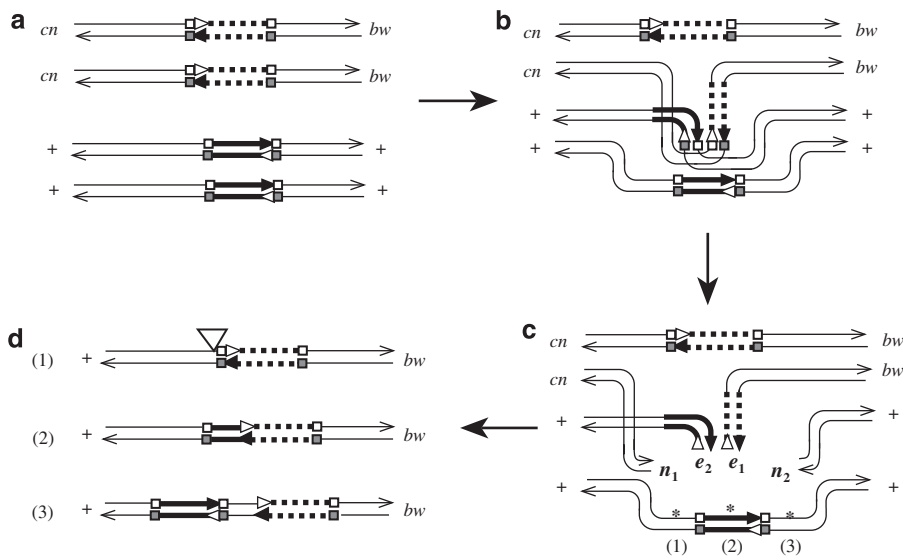 a
cn bw
cn bw
+ +
+ +
b
cn bw
cn bw
+ +
+ +
c
cn bw
cn bw
+ +
n1 e2 e1 n2
+ +
* * *
(1) (2) (3)
d
(1) + bw
(2) + bw
(3) + bw